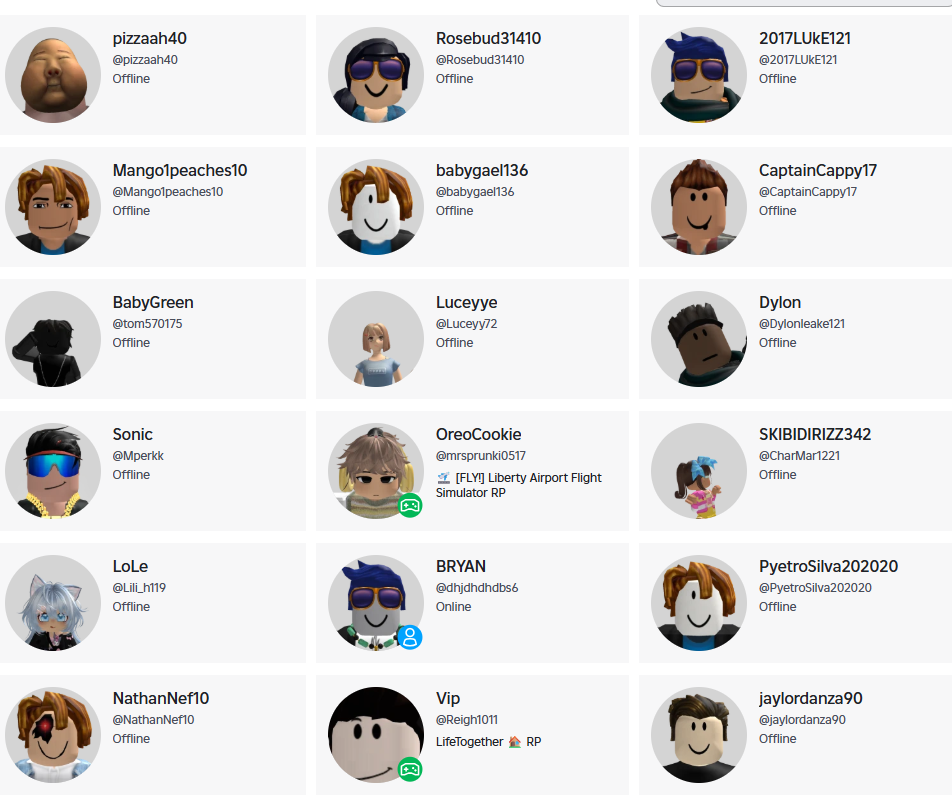 pizzaah40
@pizzaah40
Offline
Rosebud31410
@Rosebud31410
Offline
2017LUkE121
@2017LUkE121
Offline
Mango1peaches10
@Mango1peaches10
Offline
babygael136
@babygael136
Offline
CaptainCappy17
@CaptainCappy17
Offline
BabyGreen
@tom570175
Offline
Luceyye
@Luceyy72
Offline
Dylon
@Dylonleake121
Offline
Sonic
@Mperkk
Offline
OreoCookie
@mrsprunki0517
🛫 [FLY!] Liberty Airport Flight
Simulator RP
SKIBIDIRIZZ342
@CharMar1221
Offline
LoLe
@Lili_h119
Offline
BRYAN
@dhjdhdhdbs6
Online
PyetroSilva202020
@PyetroSilva202020
Offline
NathanNef10
@NathanNef10
Offline
Vip
@Reigh1011
LifeTogether 🏠 RP
jaylordanza90
@jaylordanza90
Offline